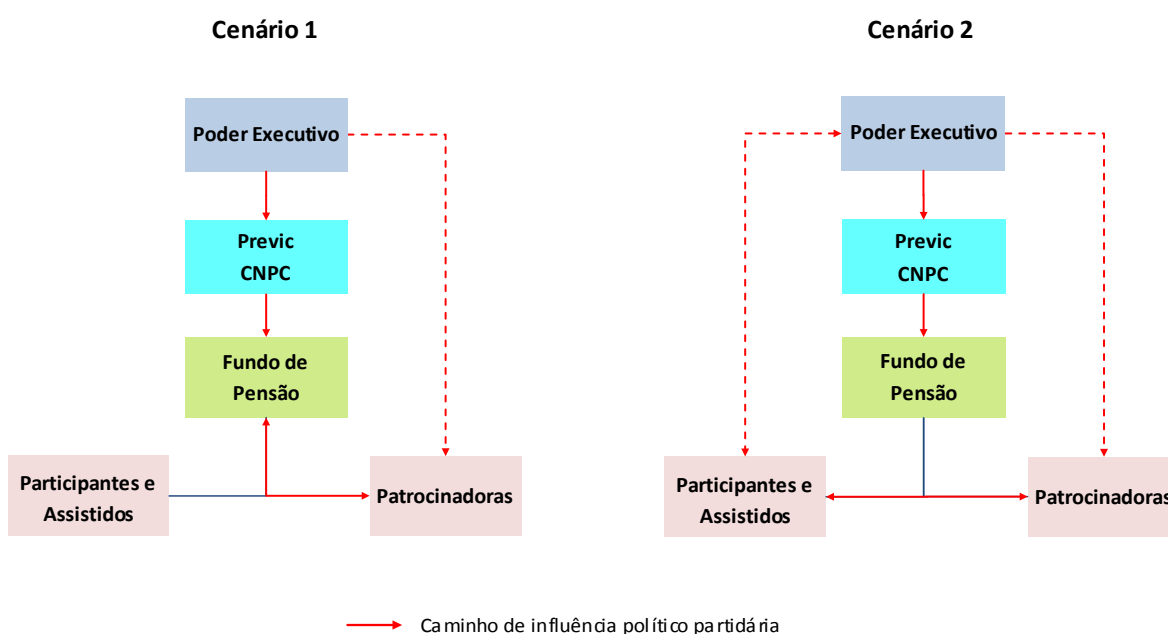 Cenário 1
Poder Executivo
Previc
CNPC
Fundo de
Pensão
Participantes e
Assistidos
Patrocinadoras
Cenário 2
Poder Executivo
Previc
CNPC
Fundo de
Pensão
Participantes e
Assistidos
Patrocinadoras
Caminho de influência político partidária